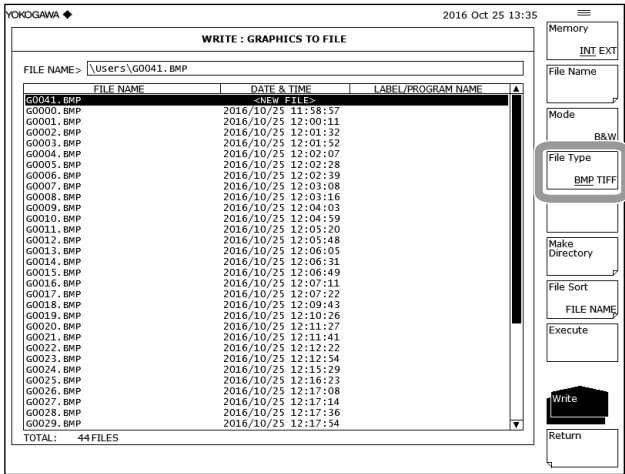 YOKOGAWA ◆ 2016 Oct 25 13:35
WRITE : GRAPHICS TO FILE
FILE NAME> \Users\G0041.BMP
FILE NAME DATE & TIME LABEL/PROGRAM NAME
G0041.BMP <NEW FILE>
G0000.BMP 2016/10/25 11:58:57
G0001.BMP 2016/10/25 12:00:11
G0002.BMP 2016/10/25 12:01:32
G0003.BMP 2016/10/25 12:01:52
G0004.BMP 2016/10/25 12:02:07
G0005.BMP 2016/10/25 12:02:28
G0006.BMP 2016/10/25 12:02:39
G0007.BMP 2016/10/25 12:03:08
G0008.BMP 2016/10/25 12:03:16
G0009.BMP 2016/10/25 12:04:03
G0010.BMP 2016/10/25 12:04:59
G0011.BMP 2016/10/25 12:05:20
G0012.BMP 2016/10/25 12:05:48
G0013.BMP 2016/10/25 12:06:05
G0014.BMP 2016/10/25 12:06:31
G0015.BMP 2016/10/25 12:06:49
G0016.BMP 2016/10/25 12:07:11
G0017.BMP 2016/10/25 12:07:22
G0018.BMP 2016/10/25 12:09:43
G0019.BMP 2016/10/25 12:10:26
G0020.BMP 2016/10/25 12:11:27
G0021.BMP 2016/10/25 12:11:41
G0022.BMP 2016/10/25 12:12:22
G0023.BMP 2016/10/25 12:12:54
G0024.BMP 2016/10/25 12:15:29
G0025.BMP 2016/10/25 12:16:23
G0026.BMP 2016/10/25 12:17:08
G0027.BMP 2016/10/25 12:17:14
G0028.BMP 2016/10/25 12:17:36
G0029.BMP 2016/10/25 12:17:54
TOTAL: 44FILES
Memory
INT EXT
File Name
Mode
B&W
File Type
BMP TIFF
Make
Directory
File Sort
FILE NAME
Execute
Write
Return